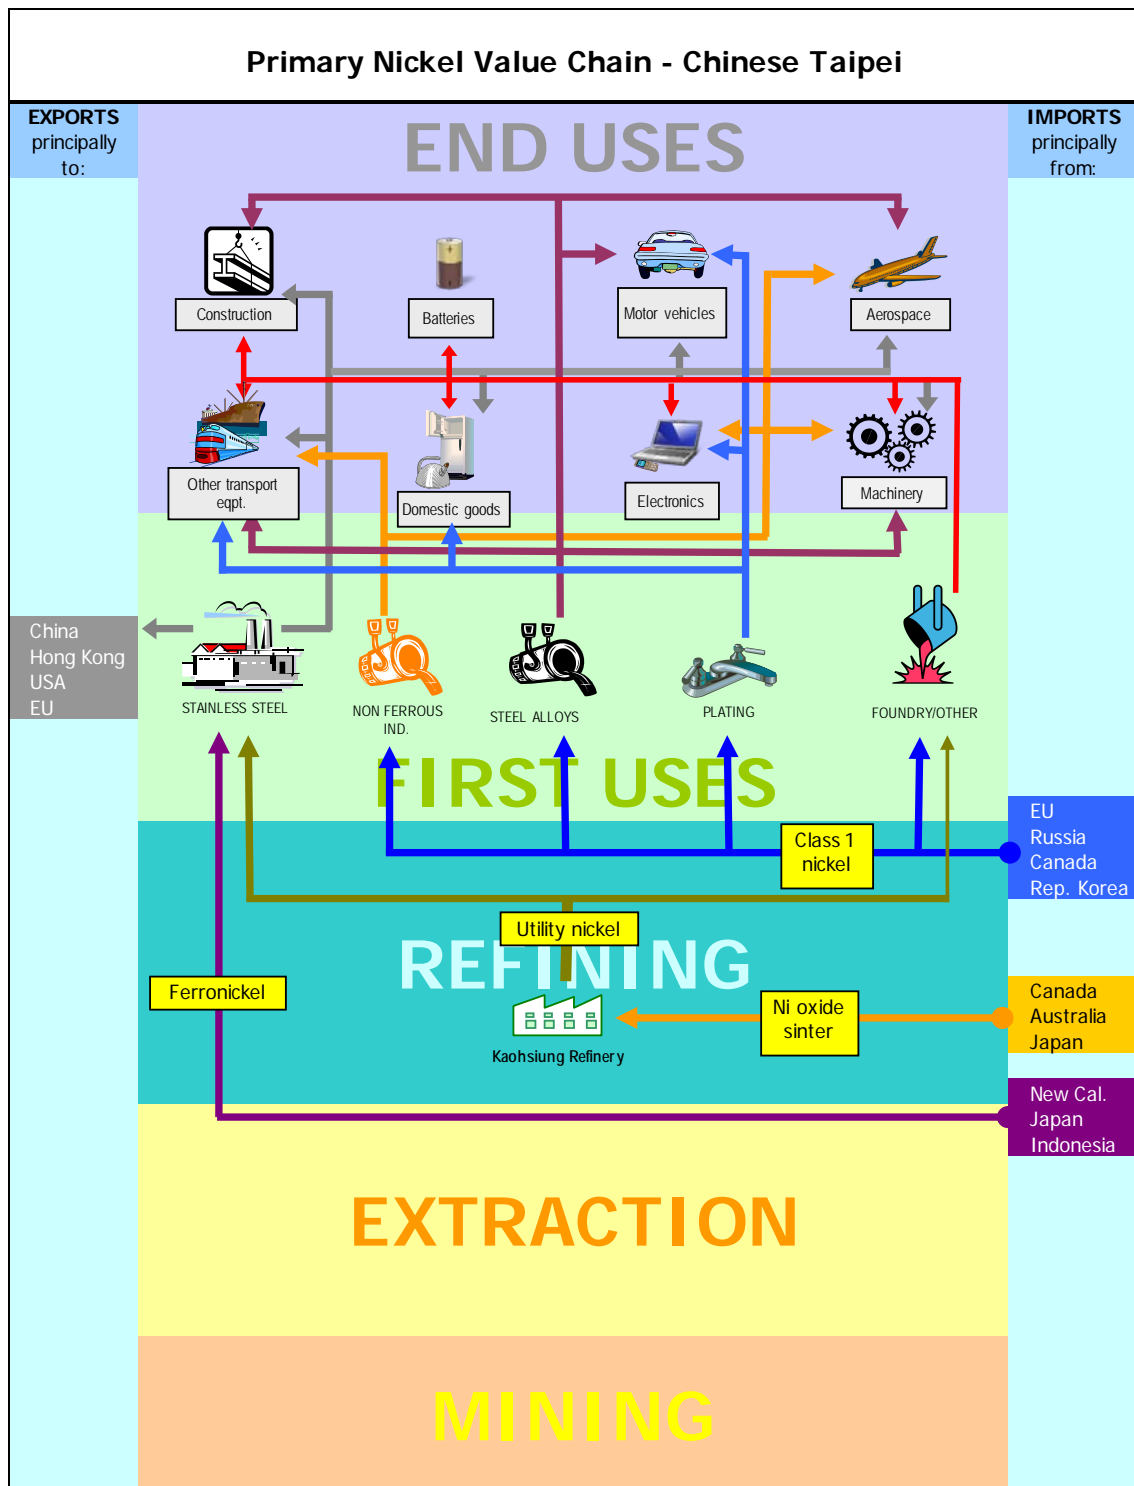 Primary Nickel Value Chain - Chinese Taipei
EXPORTS
principally
to:
END USES
IMPORTS
principally
from:
Construction
Batteries
Motor vehicles
Aerospace
Other transport
eqpt.
Domestic goods
Electronics
Machinery
China
Hong Kong
USA
EU
STAINLESS STEEL
NON FERROUS
IND.
STEEL ALLOYS
PLATING
FOUNDRY/OTHER
FIRST USES
EU
Russia
Canada
Rep. Korea
Class 1
nickel
Utility nickel
REFINING
Ferronickel
Ni oxide
sinter
Canada
Australia
Japan
Kaohsiung Refinery
New Cal.
Japan
Indonesia
EXTRACTION
MINING